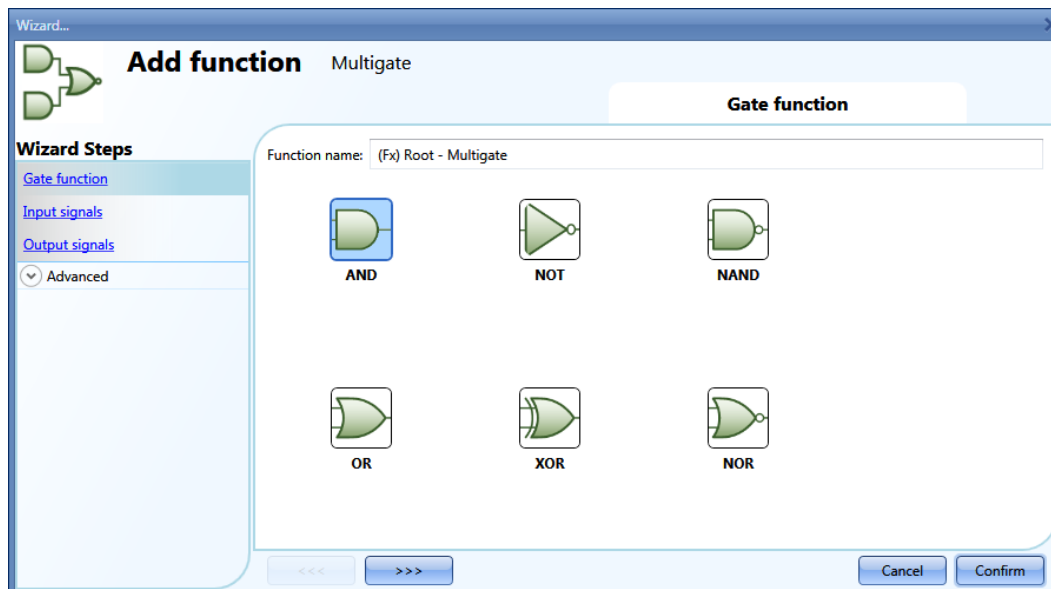 Wizard...
Add function Multigate
Gate function
Wizard Steps
Gate function
Input signals
Output signals
Advanced
Function name: (Fx) Root - Multigate
AND NOT NAND
OR XOR NOR
<<< >>> Cancel Confirm